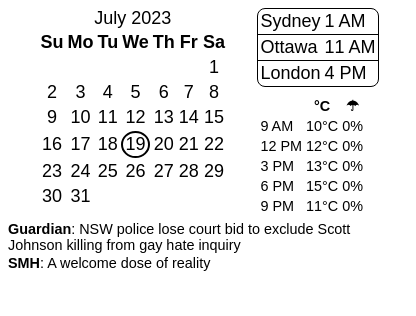 July 2023
Su Mo Tu We Th Fr Sa
1
2 3 4 5 6 7 8
9 10 11 12 13 14 15
16 17 18 19 20 21 22
23 24 25 26 27 28 29
30 31
Sydney 1 AM
Ottawa 11 AM
London 4 PM
°C ☂
9 AM 10°C 0%
12 PM 12°C 0%
3 PM 13°C 0%
6 PM 15°C 0%
9 PM 11°C 0%
Guardian: NSW police lose court bid to exclude Scott
Johnson killing from gay hate inquiry
SMH: A welcome dose of reality